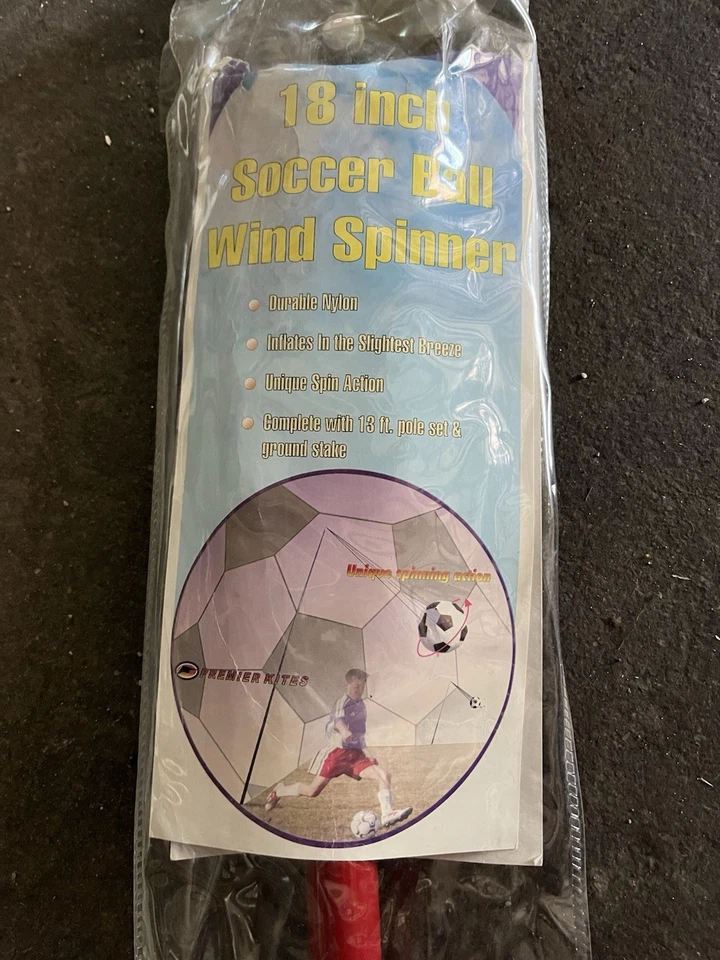 18 inch
Soccer Ball
Wind Spinner
Durable Nylon
Inflates In the Slightest Breeze
Unique Spin Action
Complete with 13 ft. pole set &
ground stake
Unique spinning action
PREMIER KITES